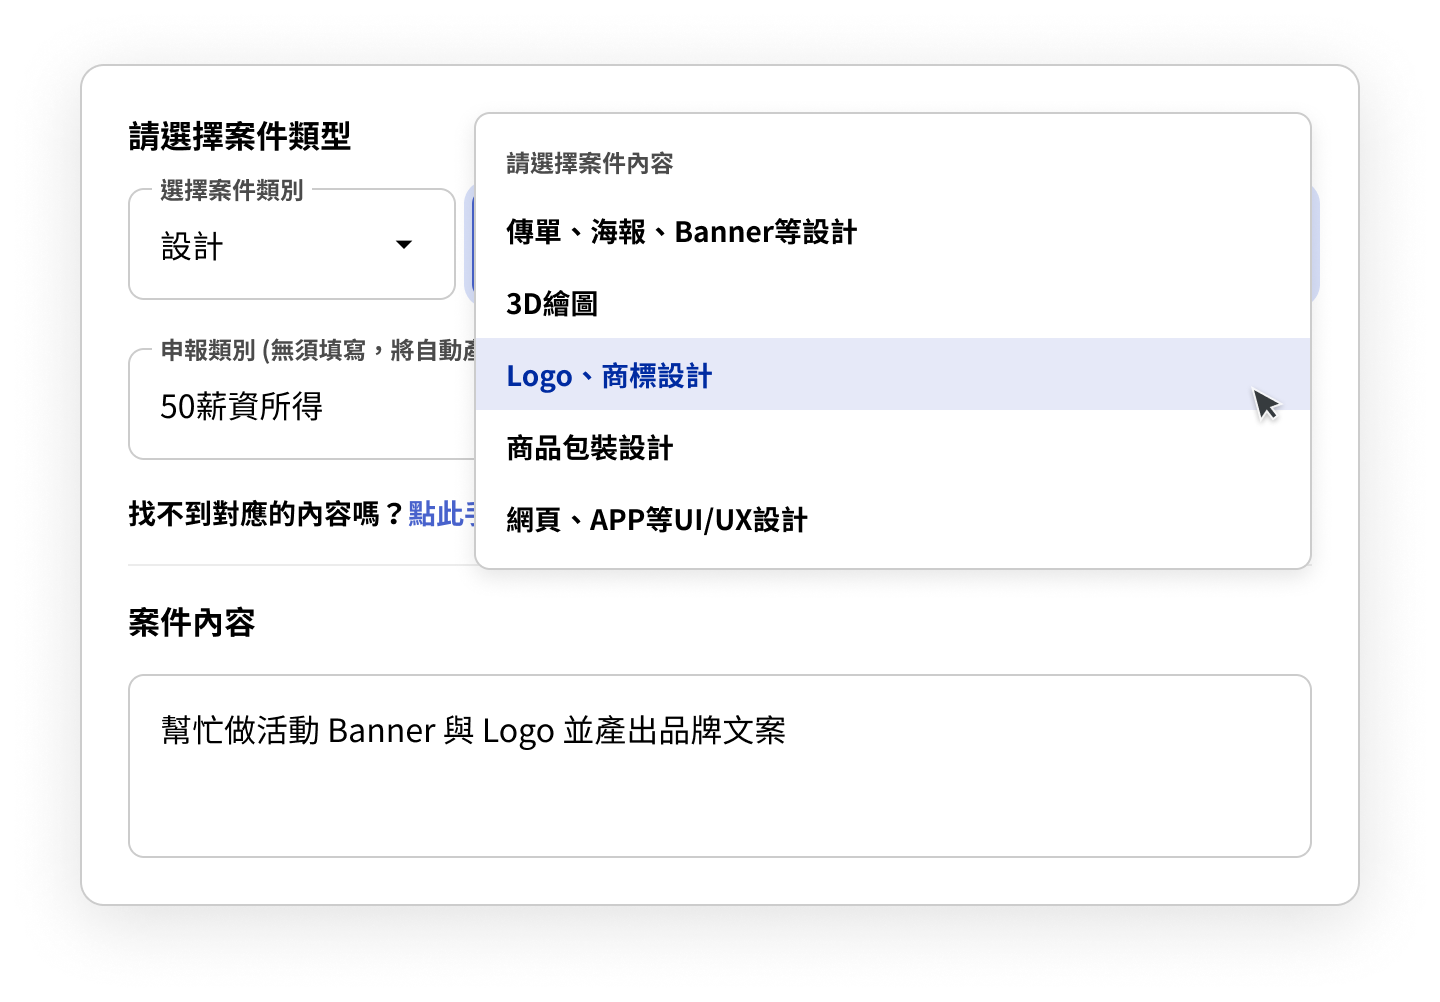 請選擇案件類型
選擇案件類別
設計
請選擇案件內容
傳單、海報、Banner等設計
3D繪圖
Logo、商標設計
商品包裝設計
網頁、APP等UI/UX設計
申報類別 (無須填寫，將自動
50薪資所得
找不到對應的內容嗎？點此
案件內容
幫忙做活動 Banner 與 Logo 並產出品牌文案